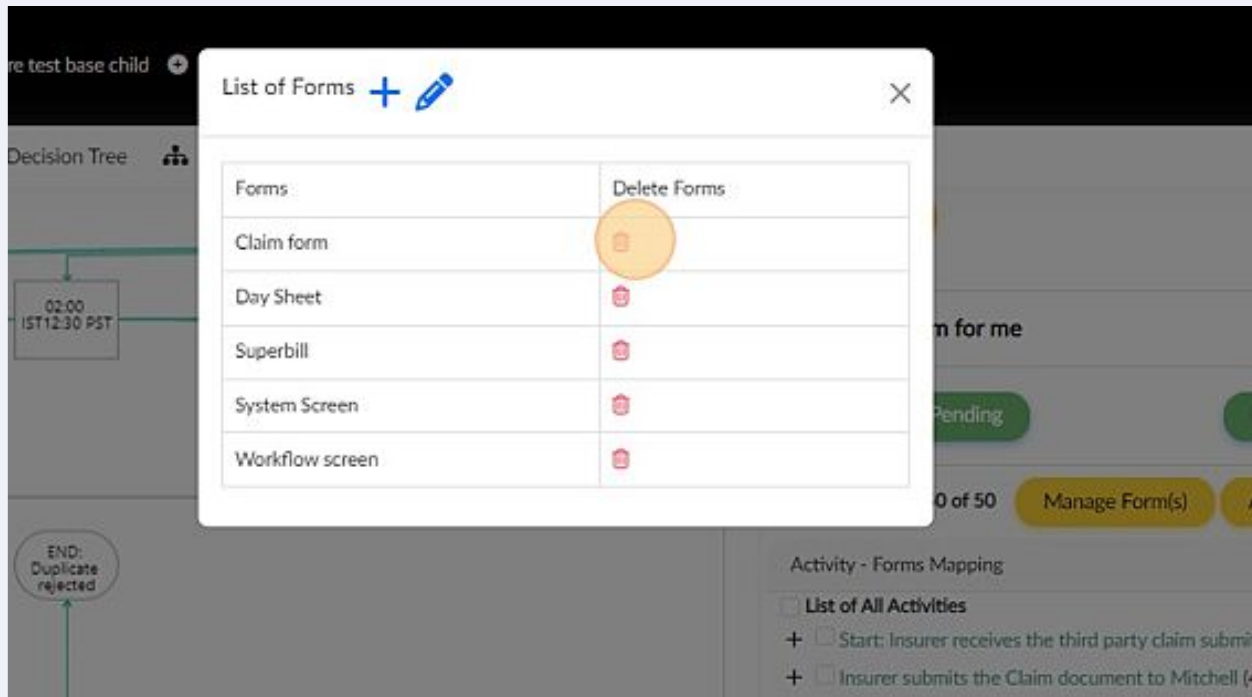 re test base child
List of Forms
Decision Tree
Forms Delete Forms
Claim form
Day Sheet
02:00
IST12:30 PST
m for me
Superbill
System Screen
Pending
Workflow screen
0 of 50 Manage Form(s)
END:
Duplicate
rejected
Activity - Forms Mapping
List of All Activities
Start: Insurer receives the third party claim submi
Insurer submits the Claim document to Mitchell (